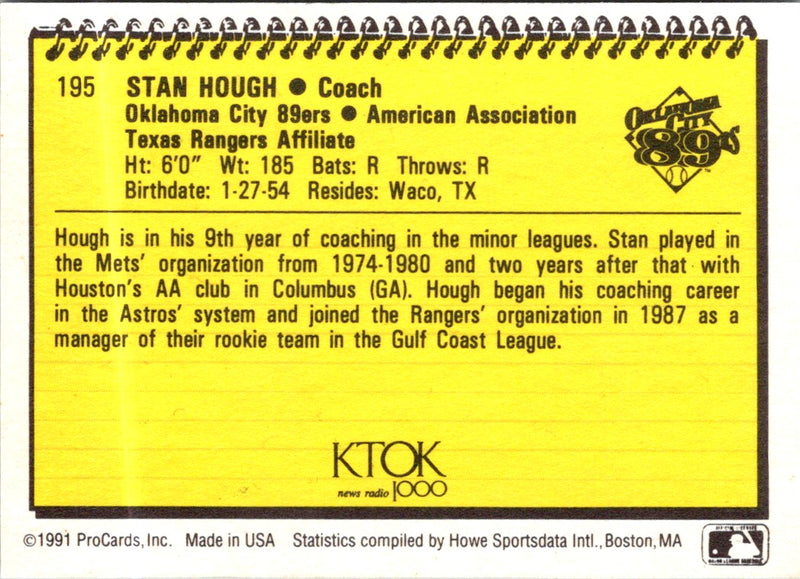 195 STAN HOUGH ● Coach
Oklahoma City 89ers ● American Association
Texas Rangers Affiliate
Ht: 6'0" Wt: 185 Bats: R Throws: R
Birthdate: 1-27-54 Resides: Waco, TX
OKLAHOMA
CITY
89ERS
TM
Hough is in his 9th year of coaching in the minor leagues. Stan played in
the Mets' organization from 1974-1980 and two years after that with
Houston's AA club in Columbus (GA). Hough began his coaching career
in the Astros' system and joined the Rangers' organization in 1987 as a
manager of their rookie team in the Gulf Coast League.
KTOK
news radio 1000
©1991 ProCards, Inc. Made in USA Statistics compiled by Howe Sportsdata Intl., Boston, MA